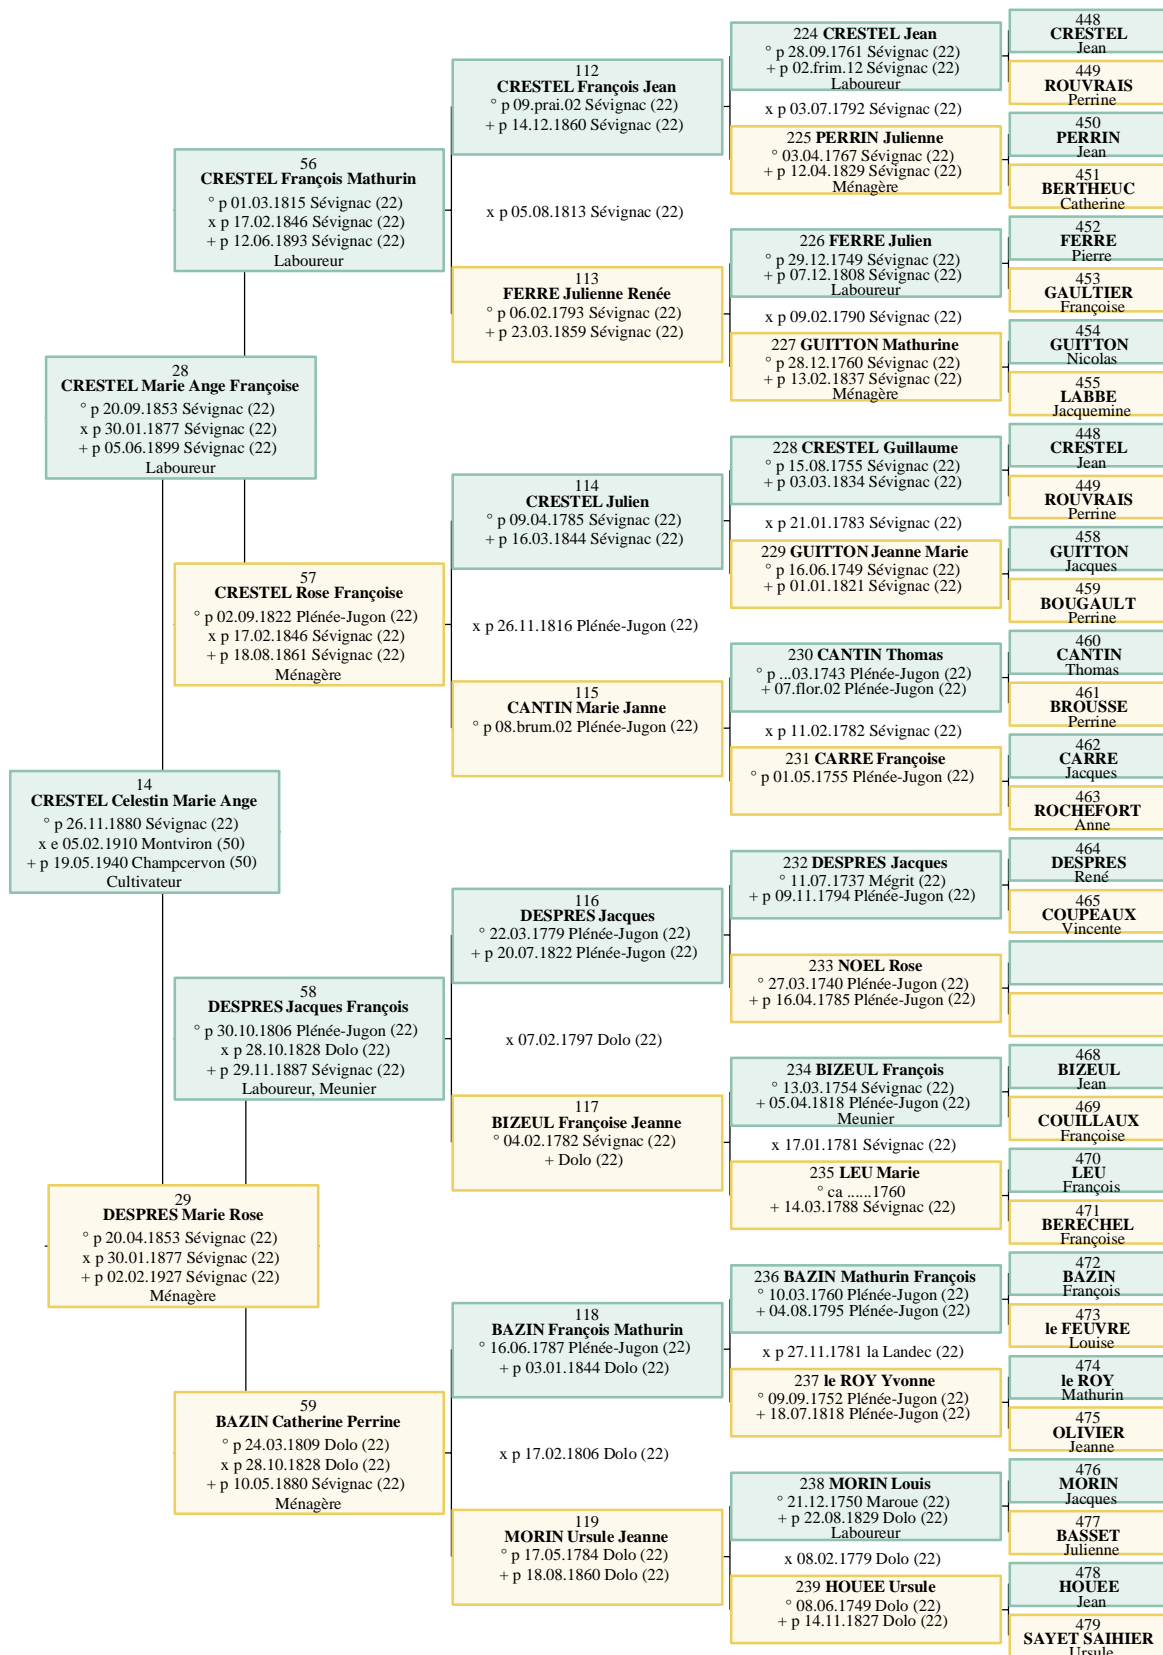 14
CRESTEL Celestin Marie Ange
° p 26.11.1880 Sévignac (22)
x e 05.02.1910 Montviron (50)
+ p 19.05.1940 Champcervon (50)
Cultivateur
28
CRESTEL Marie Ange Françoise
° p 20.09.1853 Sévignac (22)
x p 30.01.1877 Sévignac (22)
+ p 05.06.1899 Sévignac (22)
Laboureur
29
DESPRES Marie Rose
° p 20.04.1853 Sévignac (22)
x p 30.01.1877 Sévignac (22)
+ p 02.02.1927 Sévignac (22)
Ménagère
56
CRESTEL François Mathurin
° p 01.03.1815 Sévignac (22)
x p 17.02.1846 Sévignac (22)
+ p 12.06.1893 Sévignac (22)
Laboureur
57
CRESTEL Rose Françoise
° p 02.09.1822 Plénée-Jugon (22)
x p 17.02.1846 Sévignac (22)
+ p 18.08.1861 Sévignac (22)
Ménagère
58
DESPRES Jacques François
° p 30.10.1806 Plénée-Jugon (22)
x p 28.10.1828 Dolo (22)
+ p 29.11.1887 Sévignac (22)
Laboureur, Meunier
59
BAZIN Catherine Perrine
° p 24.03.1809 Dolo (22)
x p 28.10.1828 Dolo (22)
+ p 10.05.1880 Sévignac (22)
Ménagère
112
CRESTEL François Jean
° p 09.prai.02 Sévignac (22)
+ p 14.12.1860 Sévignac (22)
x p 05.08.1813 Sévignac (22)
113
FERRE Julienne Renée
° p 06.02.1793 Sévignac (22)
+ p 23.03.1859 Sévignac (22)
114
CRESTEL Julien
° p 09.04.1785 Sévignac (22)
+ p 16.03.1844 Sévignac (22)
x p 26.11.1816 Plénée-Jugon (22)
115
CANTIN Marie Janne
° p 08.brum.02 Plénée-Jugon (22)
116
DESPRES Jacques
° 22.03.1779 Plénée-Jugon (22)
+ p 20.07.1822 Plénée-Jugon (22)
x 07.02.1797 Dolo (22)
117
BIZEUL Françoise Jeanne
° 04.02.1782 Sévignac (22)
+ Dolo (22)
118
BAZIN François Mathurin
° 16.06.1787 Plénée-Jugon (22)
+ p 03.01.1844 Dolo (22)
x p 17.02.1806 Dolo (22)
119
MORIN Ursule Jeanne
° p 17.05.1784 Dolo (22)
+ p 18.08.1860 Dolo (22)
224 CRESTEL Jean
° p 28.09.1761 Sévignac (22)
+ p 02.frim.12 Sévignac (22)
Laboureur
x p 03.07.1792 Sévignac (22)
225 PERRIN Julienne
° 03.04.1767 Sévignac (22)
+ p 12.04.1829 Sévignac (22)
Ménagère
226 FERRE Julien
° p 29.12.1749 Sévignac (22)
+ p 07.12.1808 Sévignac (22)
Laboureur
x p 09.02.1790 Sévignac (22)
227 GUITTON Mathurine
° p 28.12.1760 Sévignac (22)
+ p 13.02.1837 Sévignac (22)
Ménagère
228 CRESTEL Guillaume
° p 15.08.1755 Sévignac (22)
+ p 03.03.1834 Sévignac (22)
x p 21.01.1783 Sévignac (22)
229 GUITTON Jeanne Marie
° p 16.06.1749 Sévignac (22)
+ p 01.01.1821 Sévignac (22)
230 CANTIN Thomas
° p ...03.1743 Plénée-Jugon (22)
+ 07.flor.02 Plénée-Jugon (22)
x p 11.02.1782 Sévignac (22)
231 CARRE Françoise
° p 01.05.1755 Plénée-Jugon (22)
232 DESPRES Jacques
° 11.07.1737 Mégrit (22)
+ p 09.11.1794 Plénée-Jugon (22)
233 NOEL Rose
° 27.03.1740 Plénée-Jugon (22)
+ p 16.04.1785 Plénée-Jugon (22)
234 BIZEUL François
° 13.03.1754 Sévignac (22)
+ 05.04.1818 Plénée-Jugon (22)
Meunier
x 17.01.1781 Sévignac (22)
235 LEU Marie
° ca ......1760
+ 14.03.1788 Sévignac (22)
236 BAZIN Mathurin François
° 10.03.1760 Plénée-Jugon (22)
+ 04.08.1795 Plénée-Jugon (22)
x p 27.11.1781 la Landec (22)
237 le ROY Yvonne
° 09.09.1752 Plénée-Jugon (22)
+ 18.07.1818 Plénée-Jugon (22)
238 MORIN Louis
° 21.12.1750 Maroue (22)
+ p 22.08.1829 Dolo (22)
Laboureur
x 08.02.1779 Dolo (22)
239 HOUEE Ursule
° 08.06.1749 Dolo (22)
+ p 14.11.1827 Dolo (22)
448
CRESTEL
Jean
449
ROUVRAIS
Perrine
450
PERRIN
Jean
451
BERTHEUC
Catherine
452
FERRE
Pierre
453
GAULTIER
Françoise
454
GUITTON
Nicolas
455
LABBE
Jacquemine
448
CRESTEL
Jean
449
ROUVRAIS
Perrine
458
GUITTON
Jacques
459
BOUGAULT
Perrine
460
CANTIN
Thomas
461
BROUSSE
Perrine
462
CARRE
Jacques
463
ROCHEFORT
Anne
464
DESPRES
René
465
COUPEAUX
Vincente
468
BIZEUL
Jean
469
COUILLAUX
Françoise
470
LEU
François
471
BERECHEL
Françoise
472
BAZIN
François
473
le FEUVRE
Louise
474
le ROY
Mathurin
475
OLIVIER
Jeanne
476
MORIN
Jacques
477
BASSET
Julienne
478
HOUEE
Jean
479
SAYET SAIHIER
Ursule